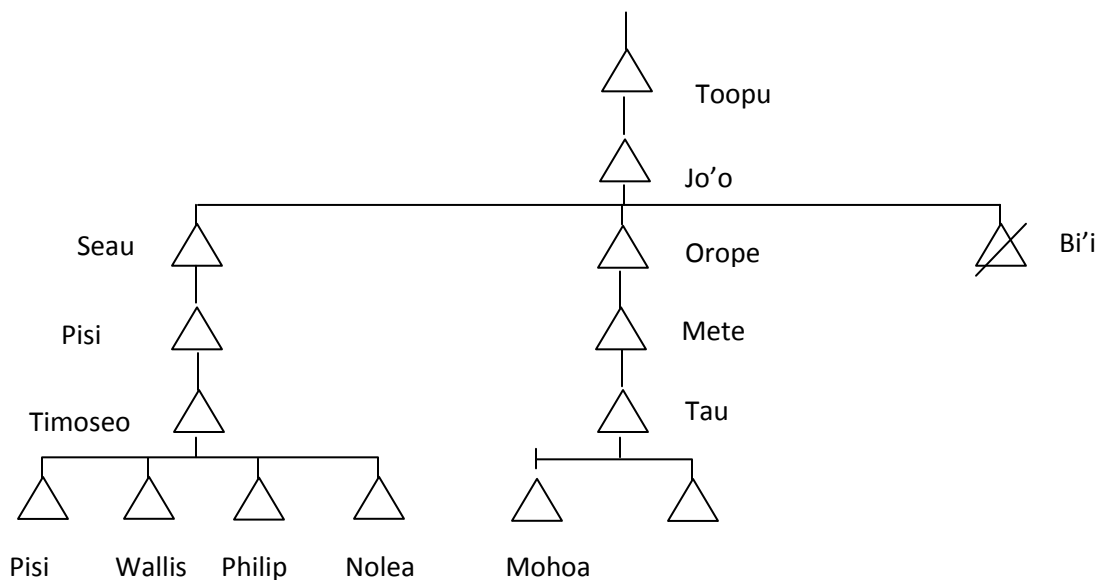 Toopu
Jo’o
Seau
Orope
Bi’i
Pisi
Mete
Timoseo
Tau
Pisi Wallis Philip Nolea Mohoa